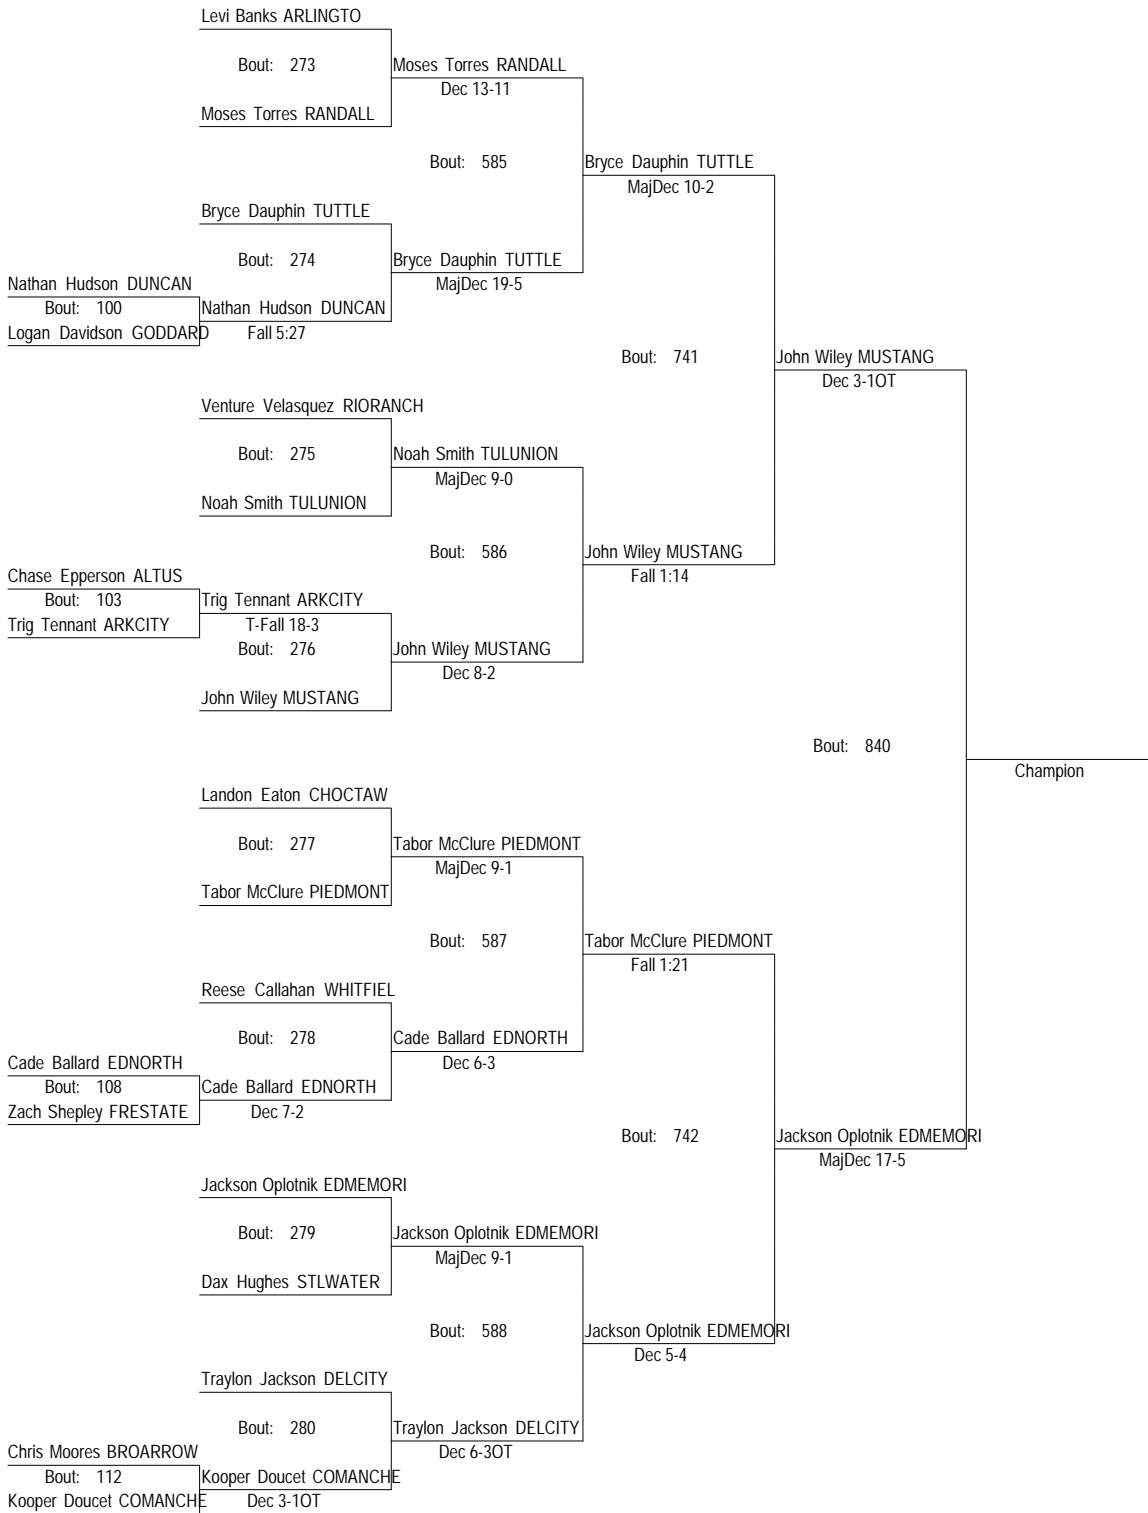 Levi Banks ARLINGTO
Bout: 273
Moses Torres RANDALL
Dec 13-11
Moses Torres RANDALL
Bout: 585
Bryce Dauphin TUTTLE
MajDec 10-2
Bryce Dauphin TUTTLE
Bout: 274
Bryce Dauphin TUTTLE
MajDec 19-5
Nathan Hudson DUNCAN
Bout: 100
Nathan Hudson DUNCAN
Logan Davidson GODDARD
Fall 5:27
Bout: 741
John Wiley MUSTANG
Dec 3-1OT
Venture Velasquez RIORANCH
Bout: 275
Noah Smith TULUNION
MajDec 9-0
Noah Smith TULUNION
Bout: 586
John Wiley MUSTANG
Fall 1:14
Chase Epperson ALTUS
Bout: 103
Trig Tennant ARKCITY
Trig Tennant ARKCITY
T-Fall 18-3
Bout: 276
John Wiley MUSTANG
Dec 8-2
John Wiley MUSTANG
Bout: 840
Champion
Landon Eaton CHOCTAW
Bout: 277
Tabor McClure PIEDMONT
MajDec 9-1
Tabor McClure PIEDMONT
Bout: 587
Tabor McClure PIEDMONT
Fall 1:21
Reese Callahan WHITFIEL
Bout: 278
Cade Ballard EDNORTH
Dec 6-3
Cade Ballard EDNORTH
Bout: 108
Cade Ballard EDNORTH
Zach Shepley FRESTATE
Dec 7-2
Bout: 742
Jackson Oplotnik EDMEMORI
MajDec 17-5
Jackson Oplotnik EDMEMORI
Bout: 279
Jackson Oplotnik EDMEMORI
MajDec 9-1
Dax Hughes STLWATER
Bout: 588
Jackson Oplotnik EDMEMORI
Dec 5-4
Traylon Jackson DELCITY
Bout: 280
Traylon Jackson DELCITY
Dec 6-3OT
Chris Moores BROARROW
Bout: 112
Kooper Doucet COMANCHE
Kooper Doucet COMANCHE
Dec 3-1OT